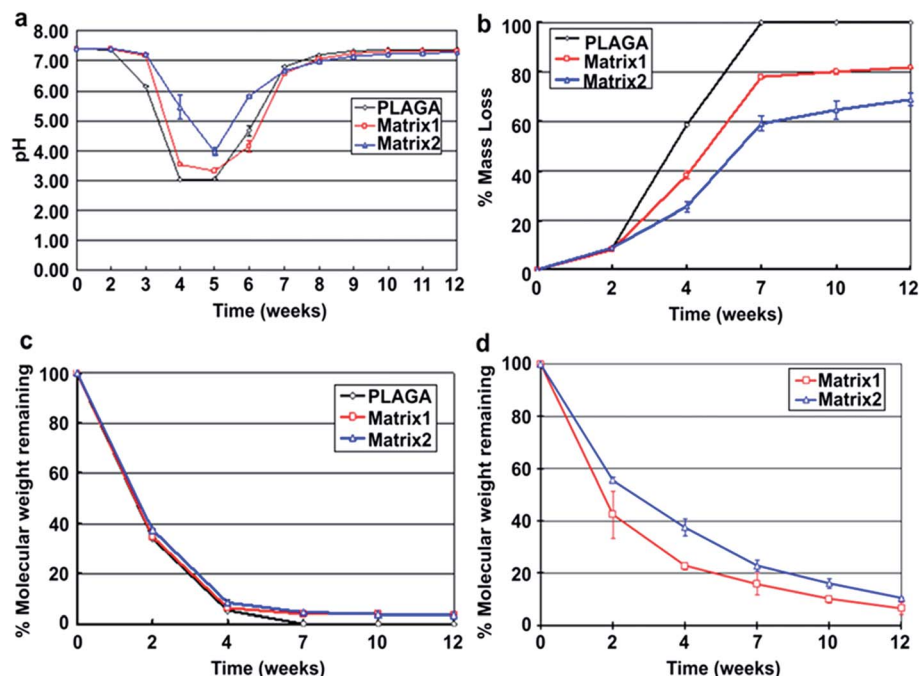 a
8.00
7.00
6.00
5.00
4.00
3.00
2.00
1.00
0.00
pH
PLAGA
Matrix1
Matrix2
0 2 3 4 5 6 7 8 9 10 11 12
Time (weeks)
b
100
80
60
40
20
0
% Mass Loss
PLAGA
Matrix1
Matrix2
0 2 4 7 10 12
Time (weeks)
c
100
80
60
40
20
0
% Molecular weight remaining
PLAGA
Matrix1
Matrix2
0 2 4 7 10 12
Time (weeks)
d
100
80
60
40
20
0
% Molecular weight remaining
Matrix1
Matrix2
0 2 4 7 10 12
Time (weeks)